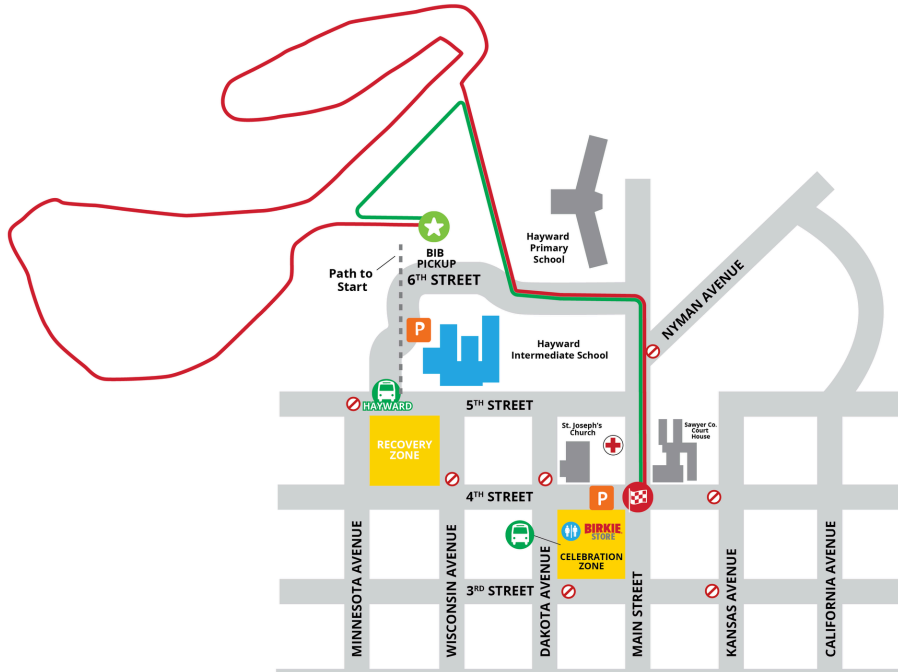 Hayward
Primary
School
BIB
PICKUP
Path to
Start
6TH STREET
NYMAN AVENUE
P
Hayward
Intermediate School
HAYWARD
5TH STREET
St. Joseph's
Church
Sawyer Co.
Court
House
RECOVERY
ZONE
4TH STREET
P
BIRKIE
STORE
CELEBRATION
ZONE
3RD STREET
MINNESOTA AVENUE
WISCONSIN AVENUE
DAKOTA AVENUE
MAIN STREET
KANSAS AVENUE
CALIFORNIA AVENUE